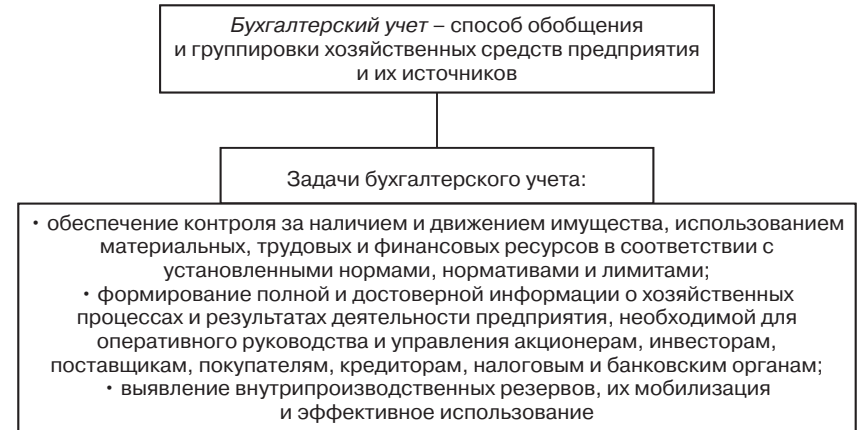 Бухгалтерский учет – способ обобщения
и группировки хозяйственных средств предприятия
и их источников
Задачи бухгалтерского учета:
• обеспечение контроля за наличием и движением имущества, использованием
материальных, трудовых и финансовых ресурсов в соответствии с
установленными нормами, нормативами и лимитами;
• формирование полной и достоверной информации о хозяйственных
процессах и результатах деятельности предприятия, необходимой для
оперативного руководства и управления акционерам, инвесторам,
поставщикам, покупателям, кредиторам, налоговым и банковским органам;
• выявление внутрипроизводственных резервов, их мобилизация
и эффективное использование